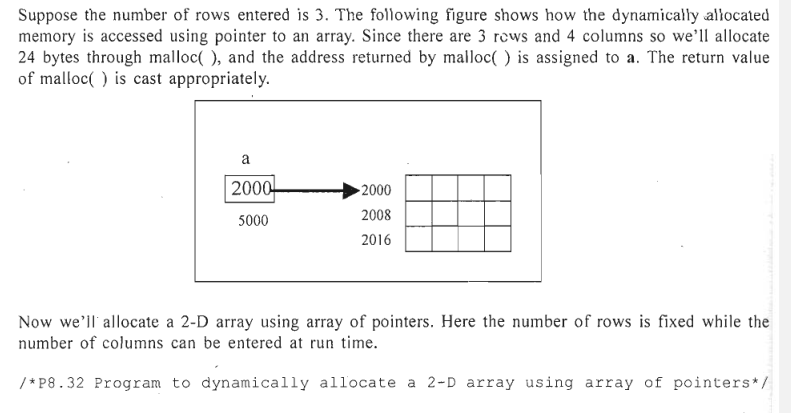 Suppose the number of rows entered is 3. The following figure shows how the dynamically allocated
memory is accessed using pointer to an array. Since there are 3 rows and 4 columns so we'll allocate
24 bytes through malloc( ), and the address returned by malloc( ) is assigned to a. The return value
of malloc( ) is cast appropriately.
a
2000
2000
5000
2008
2016
Now we'll allocate a 2-D array using array of pointers. Here the number of rows is fixed while the
number of columns can be entered at run time.
/*P8.32 Program to dynamically allocate a 2-D array using array of pointers*/